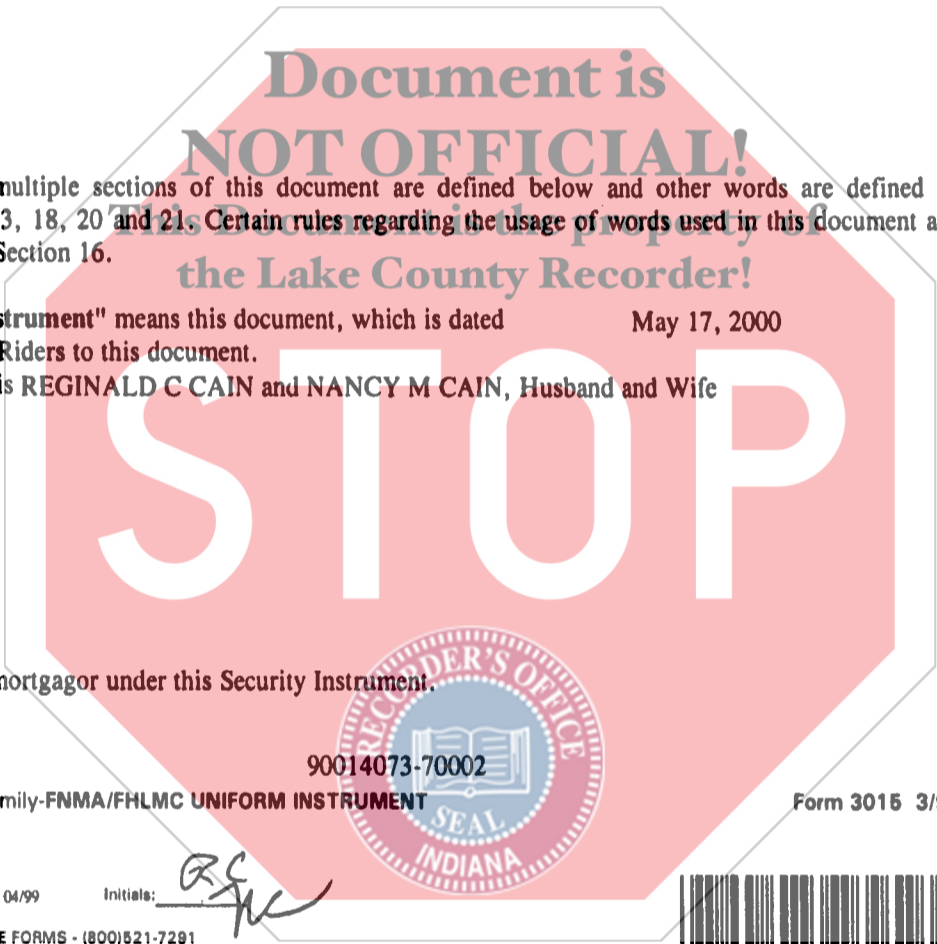 Document is
NOT OFFICIAL!
multiple sections of this document are defined below and other words are defined
3, 18, 20 and 21. Certain rules regarding the usage of words used in this document a
This Document is the property of
Section 16.
the Lake County Recorder!
strument" means this document, which is dated May 17, 2000
Riders to this document.
is REGINALD C CAIN and NANCY M CAIN, Husband and Wife
STOP
mortgagor under this Security Instrument.
RECORDER'S OFFICE
90014073-70002
mily-FNMA/FHLMC UNIFORM INSTRUMENT Form 3015 3/
SEAL
INDIANA
04/99 Initials: RC NC
E FORMS - (800)521-7291